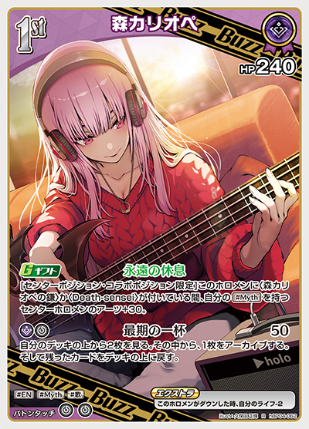 1st
森カリオペ
Buzz
HP240
Buzz
Buzz
Gギフト 永遠の休息
[センターポジション・コラボポジション限定]このホロメンに〈森カリ
オペの鎌〉か〈Death-sensei〉が付いている間、自分の#Mythを持つ
センターホロメンのアーツ+30。
最期の一杯 50
自分のデッキの上から2枚を見る。その中から、1枚をアーカイブする。
そして残ったカードをデッキの上に戻す。
holo
#EN #Myth #歌
エクストラ
このホロメンがダウンした時、自分のライフ-2
バトンタッチ
Buzz
Buzz